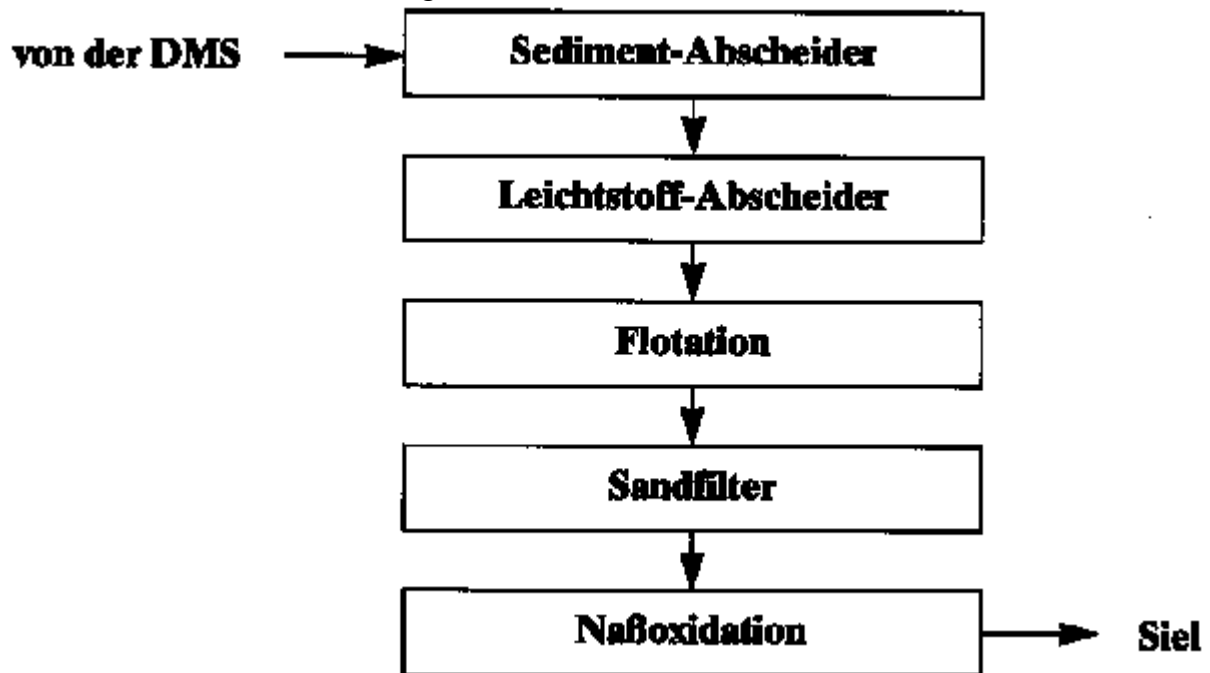 von der DMS
Sediment-Abscheider
Leichtstoff-Abscheider
Flotation
Sandfilter
Naßoxidation
Siel